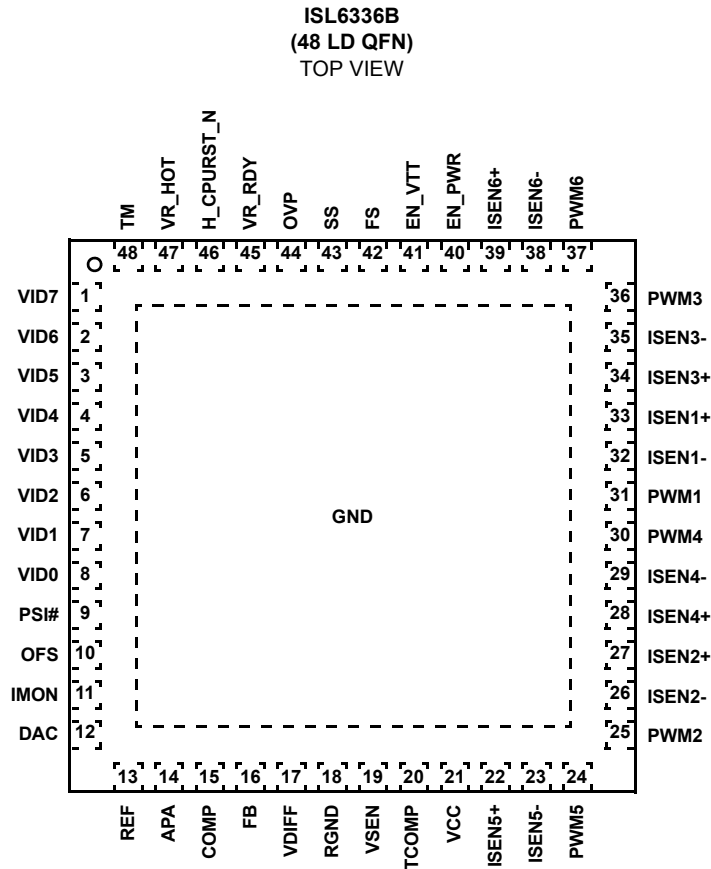 ISL6336B
(48 LD QFN)
TOP VIEW
TM
VR_HOT
H_CPURST_N
VR_RDY
OVP
SS
FS
EN_VTT
EN_PWR
ISEN6+
ISEN6-
PWM6
48 47 46 45 44 43 42 41 40 39 38 37
VID7 1 36 PWM3
VID6 2 35 ISEN3-
VID5 3 34 ISEN3+
VID4 4 33 ISEN1+
VID3 5 32 ISEN1-
VID2 6 31 PWM1
GND
VID1 7 30 PWM4
VID0 8 29 ISEN4-
PSI# 9 28 ISEN4+
OFS 10 27 ISEN2+
IMON 11 26 ISEN2-
DAC 12 25 PWM2
13 14 15 16 17 18 19 20 21 22 23 24
REF
APA
COMP
FB
VDIFF
RGND
VSEN
TCOMP
VCC
ISEN5+
ISEN5-
PWM5